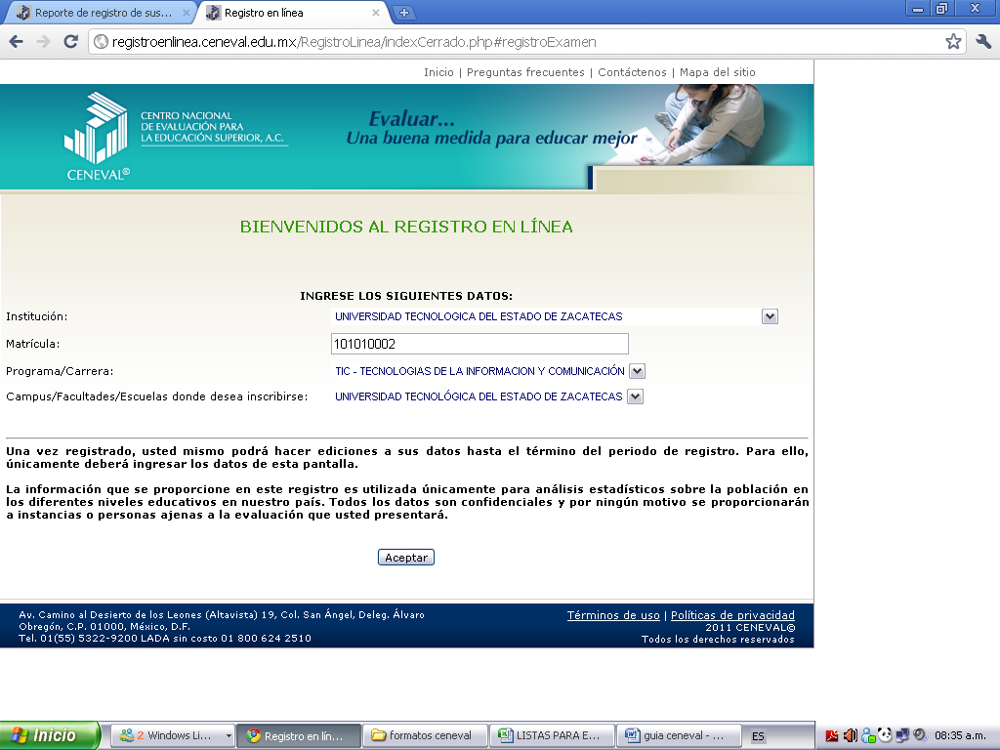 Reporte de registro de sus...
Registro en línea
registroenlinea.ceneval.edu.mx/RegistroLinea/indexCerrado.php#registroExamen
Inicio | Preguntas frecuentes | Contáctenos | Mapa del sitio
CENTRO NACIONAL
DE EVALUACIÓN PARA
LA EDUCACIÓN SUPERIOR, A.C.
CENEVAL®
Evaluar...
Una buena medida para educar mejor
BIENVENIDOS AL REGISTRO EN LÍNEA
INGRESE LOS SIGUIENTES DATOS:
Institución: UNIVERSIDAD TECNOLOGICA DEL ESTADO DE ZACATECAS
Matrícula: 101010002
Programa/Carrera: TIC - TECNOLOGIAS DE LA INFORMACION Y COMUNICACIÓN
Campus/Facultades/Escuelas donde desea inscribirse: UNIVERSIDAD TECNOLÓGICA DEL ESTADO DE ZACATECAS
Una vez registrado, usted mismo podrá hacer ediciones a sus datos hasta el término del periodo de registro. Para ello,
únicamente deberá ingresar los datos de esta pantalla.
La información que se proporcione en este registro es utilizada únicamente para análisis estadísticos sobre la población en
los diferentes niveles educativos en nuestro país. Todos los datos son confidenciales y por ningún motivo se proporcionarán
a instancias o personas ajenas a la evaluación que usted presentará.
Aceptar
Av. Camino al Desierto de los Leones (Altavista) 19, Col. San Ángel, Deleg. Álvaro
Obregón, C.P. 01000, México, D.F.
Tel. 01(55) 5322-9200 LADA sin costo 01 800 624 2510
Términos de uso | Políticas de privacidad
2011 CENEVAL©
Todos los derechos reservados
Inicio
2 Windows Li...
Registro en lín...
formatos ceneval
LISTAS PARA E...
guia ceneval - ...
ES
08:35 a.m.